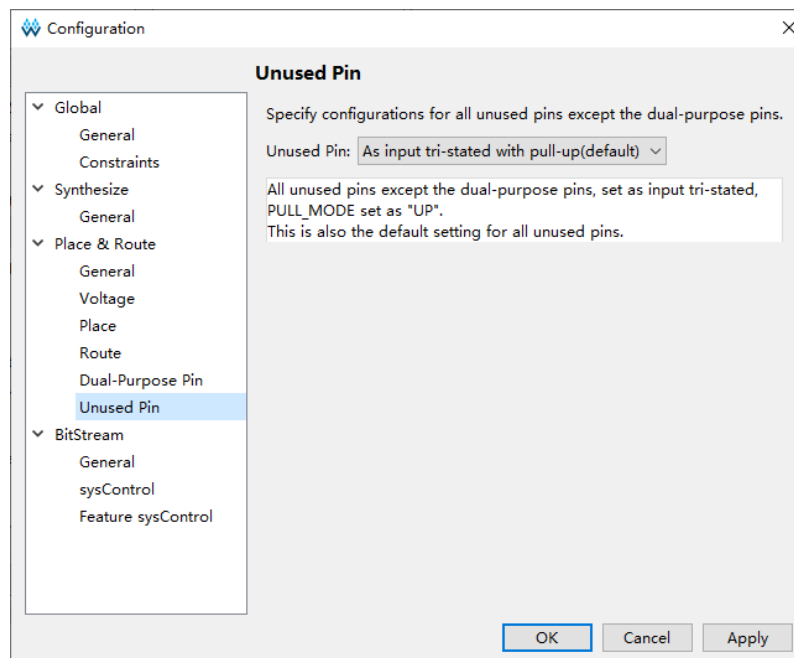 Configuration
Unused Pin
Global
General
Constraints
Synthesize
General
Place & Route
General
Voltage
Place
Route
Dual-Purpose Pin
Unused Pin
BitStream
General
sysControl
Feature sysControl
Specify configurations for all unused pins except the dual-purpose pins.
Unused Pin: As input tri-stated with pull-up(default)
All unused pins except the dual-purpose pins, set as input tri-stated,
PULL_MODE set as "UP".
This is also the default setting for all unused pins.
OK Cancel Apply